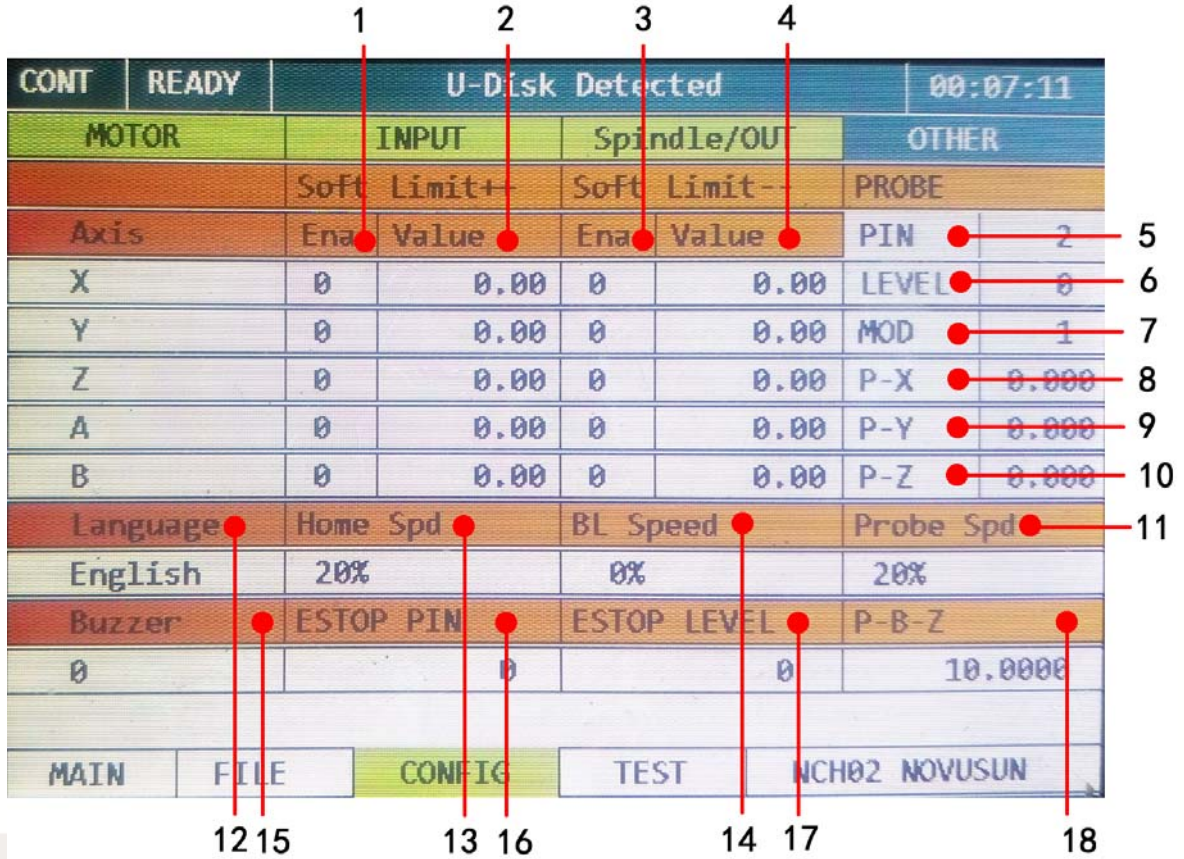 1 2 3 4
CONT READY U-Disk Detected 00:07:11
MOTOR INPUT Spindle/OUT OTHER
Soft Limit++ Soft Limit-- PROBE
Axis Ena Value Ena Value PIN 2 5
X 0 0.00 0 0.00 LEVEL 0 6
Y 0 0.00 0 0.00 MOD 1 7
Z 0 0.00 0 0.00 P-X 0.000 8
A 0 0.00 0 0.00 P-Y 0.000 9
B 0 0.00 0 0.00 P-Z 0.000 10
Language Home Spd BL Speed Probe Spd 11
English 20% 0% 20%
Buzzer ESTOP PIN ESTOP LEVEL P-B-Z
0 0 0 10.0000
MAIN FILE CONFIG TEST NCH02 NOVUSUN
12 15 13 16 14 17 18